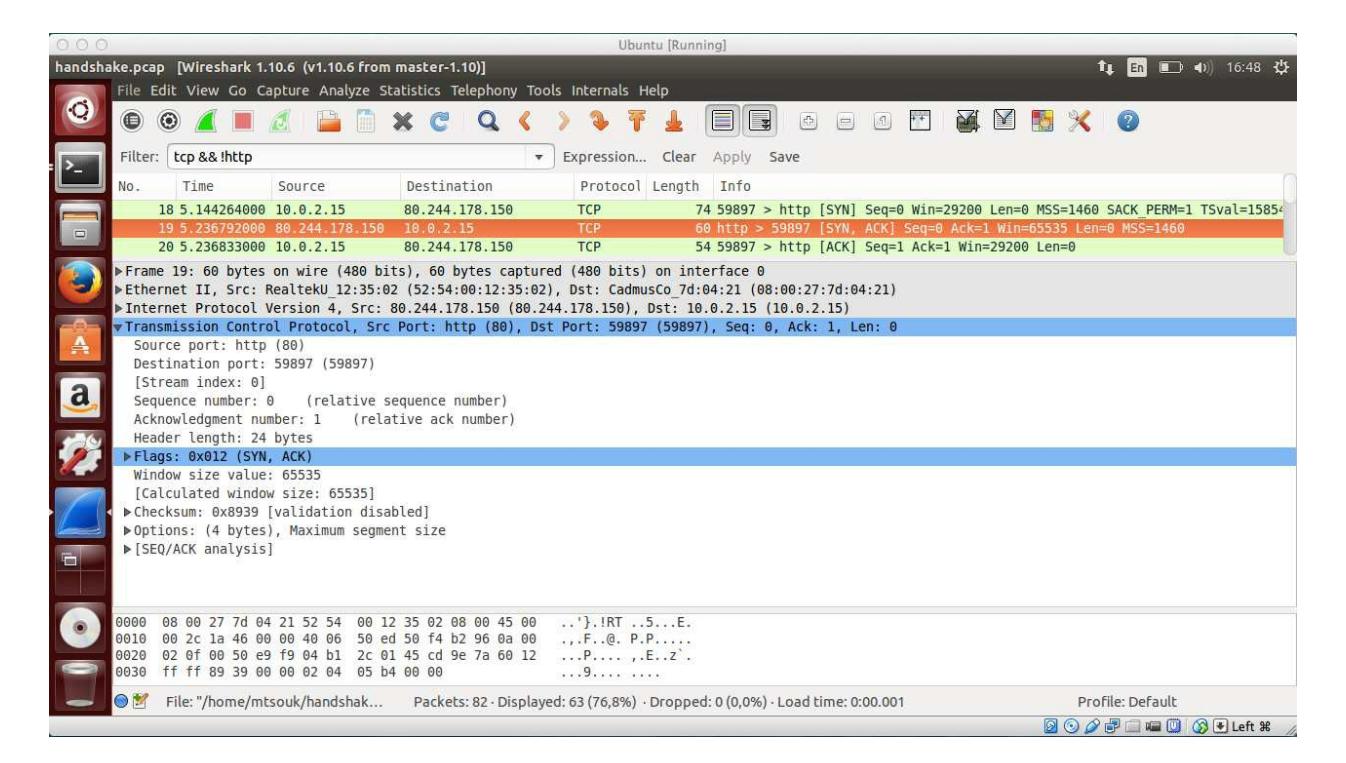 Ubuntu [Running]
handshake.pcap [Wireshark 1.10.6 (v1.10.6 from master-1.10)] En 16:48
File Edit View Go Capture Analyze Statistics Telephony Tools Internals Help
Filter: tcp && !http Expression... Clear Apply Save
No. Time Source Destination Protocol Length Info
18 5.144264000 10.0.2.15 80.244.178.150 TCP 74 59897 > http [SYN] Seq=0 Win=29200 Len=0 MSS=1460 SACK_PERM=1 TSval=15854
19 5.236792000 80.244.178.150 10.0.2.15 TCP 60 http > 59897 [SYN, ACK] Seq=0 Ack=1 Win=65535 Len=0 MSS=1460
20 5.236833000 10.0.2.15 80.244.178.150 TCP 54 59897 > http [ACK] Seq=1 Ack=1 Win=29200 Len=0
Frame 19: 60 bytes on wire (480 bits), 60 bytes captured (480 bits) on interface 0
Ethernet II, Src: RealtekU_12:35:02 (52:54:00:12:35:02), Dst: CadmusCo_7d:04:21 (08:00:27:7d:04:21)
Internet Protocol Version 4, Src: 80.244.178.150 (80.244.178.150), Dst: 10.0.2.15 (10.0.2.15)
Transmission Control Protocol, Src Port: http (80), Dst Port: 59897 (59897), Seq: 0, Ack: 1, Len: 0
Source port: http (80)
Destination port: 59897 (59897)
[Stream index: 0]
Sequence number: 0 (relative sequence number)
Acknowledgment number: 1 (relative ack number)
Header length: 24 bytes
Flags: 0x012 (SYN, ACK)
Window size value: 65535
[Calculated window size: 65535]
Checksum: 0x8939 [validation disabled]
Options: (4 bytes), Maximum segment size
[SEQ/ACK analysis]
0000 08 00 27 7d 04 21 52 54 00 12 35 02 08 00 45 00 ..'}.!RT ..5...E.
0010 00 2c 1a 46 00 00 40 06 50 ed 50 f4 b2 96 0a 00 .,.F..@. P.P.....
0020 02 0f 00 50 e9 f9 04 b1 2c 01 45 cd 9e 7a 60 12 ...P.... ,.E..z`.
0030 ff ff 89 39 00 00 02 04 05 b4 00 00 ...9.... ....
File: "/home/mtsouk/handshak... Packets: 82 · Displayed: 63 (76,8%) · Dropped: 0 (0,0%) · Load time: 0:00.001 Profile: Default
Left ⌘